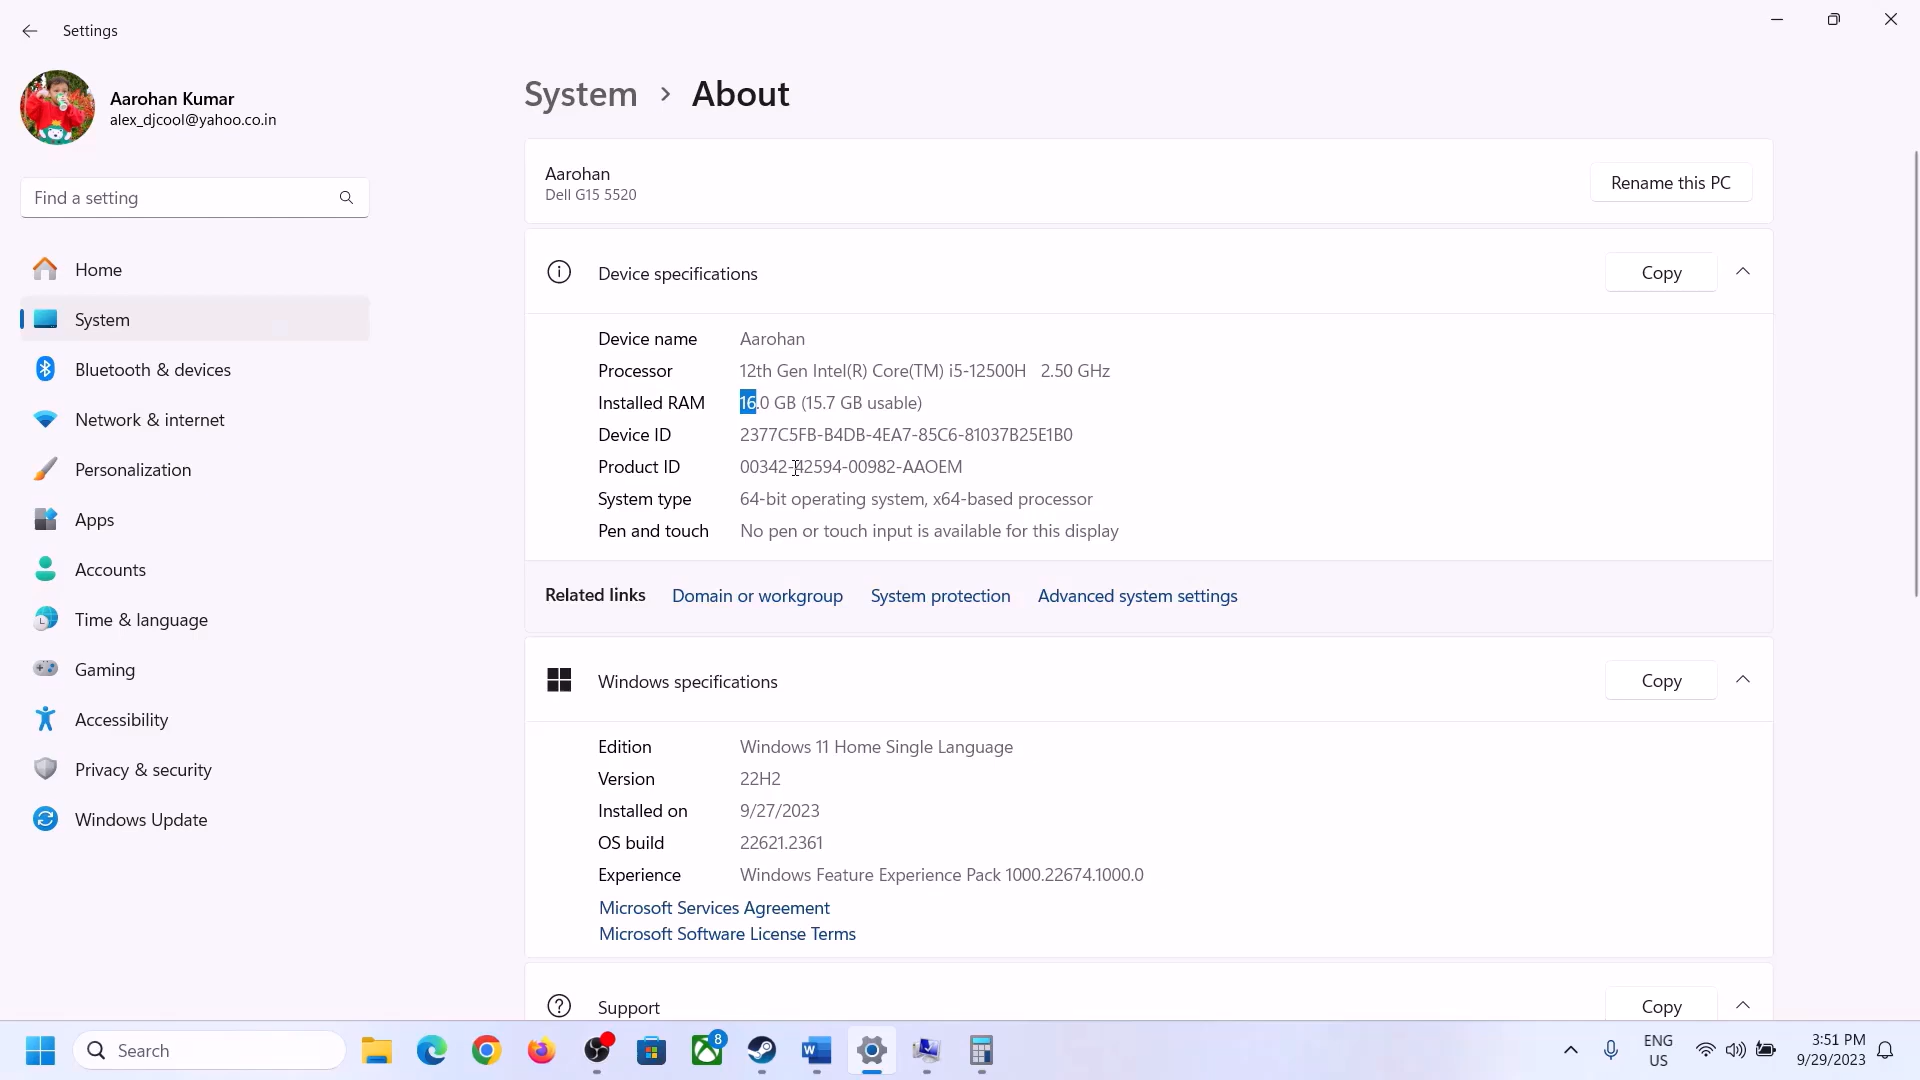 Settings
Aarohan Kumar
alex_djcool@yahoo.co.in
Find a setting
Home
System
Bluetooth & devices
Network & internet
Personalization
Apps
Accounts
Time & language
Gaming
Accessibility
Privacy & security
Windows Update
System > About
Aarohan
Dell G15 5520
Rename this PC
Device specifications
Copy
Device name Aarohan
Processor 12th Gen Intel(R) Core(TM) i5-12500H 2.50 GHz
Installed RAM 16.0 GB (15.7 GB usable)
Device ID 2377C5FB-B4DB-4EA7-85C6-81037B25E1B0
Product ID 00342-42594-00982-AAOEM
System type 64-bit operating system, x64-based processor
Pen and touch No pen or touch input is available for this display
Related links Domain or workgroup System protection Advanced system settings
Windows specifications
Copy
Edition Windows 11 Home Single Language
Version 22H2
Installed on 9/27/2023
OS build 22621.2361
Experience Windows Feature Experience Pack 1000.22674.1000.0
Microsoft Services Agreement
Microsoft Software License Terms
Support
Copy
Search
8
W
ENG
US
3:51 PM
9/29/2023